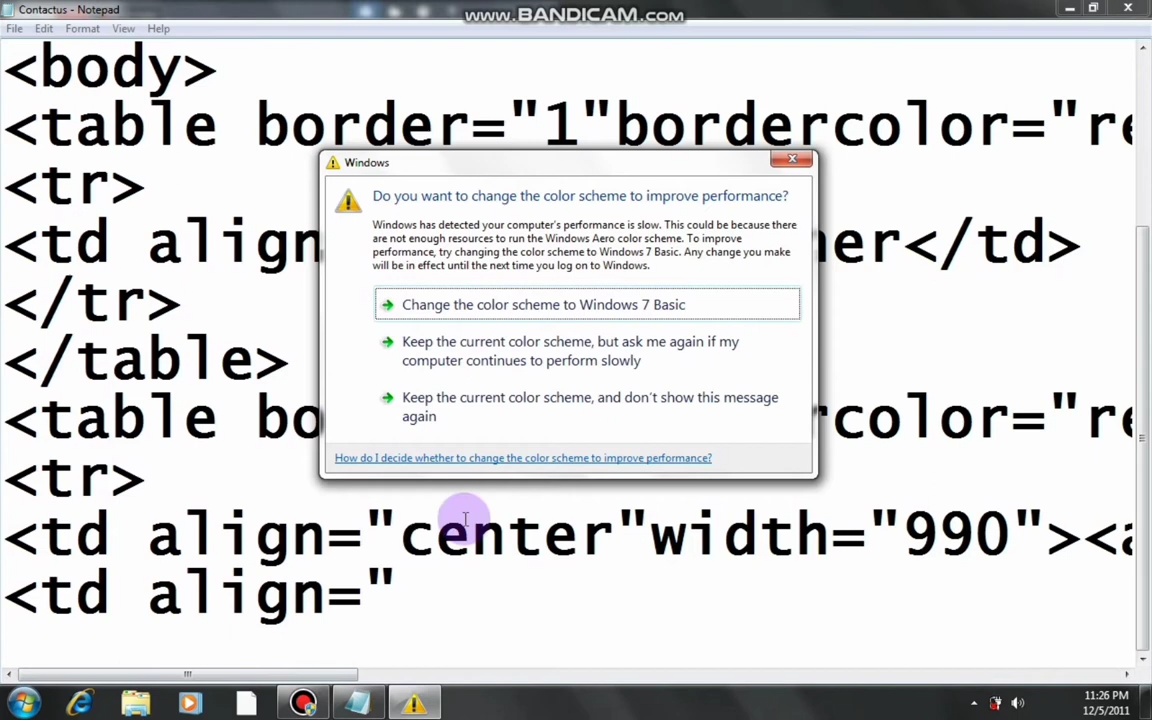 Contactus - Notepad
www.BANDICAM.com
File Edit Format View Help
<body>
<table border="1"bordercolor="re
<tr>
<td align
ner</td>
</tr>
</table>
<table bo
ercolor="re
<tr>
<td align="center"width="990"><a
<td align="
Windows
Do you want to change the color scheme to improve performance?
Windows has detected your computer's performance is slow. This could be because there
are not enough resources to run the Windows Aero color scheme. To improve
performance, try changing the color scheme to Windows 7 Basic. Any change you make
will be in effect until the next time you log on to Windows.
Change the color scheme to Windows 7 Basic
Keep the current color scheme, but ask me again if my
computer continues to perform slowly
Keep the current color scheme, and don't show this message
again
How do I decide whether to change the color scheme to improve performance?
11:26 PM
12/5/2011